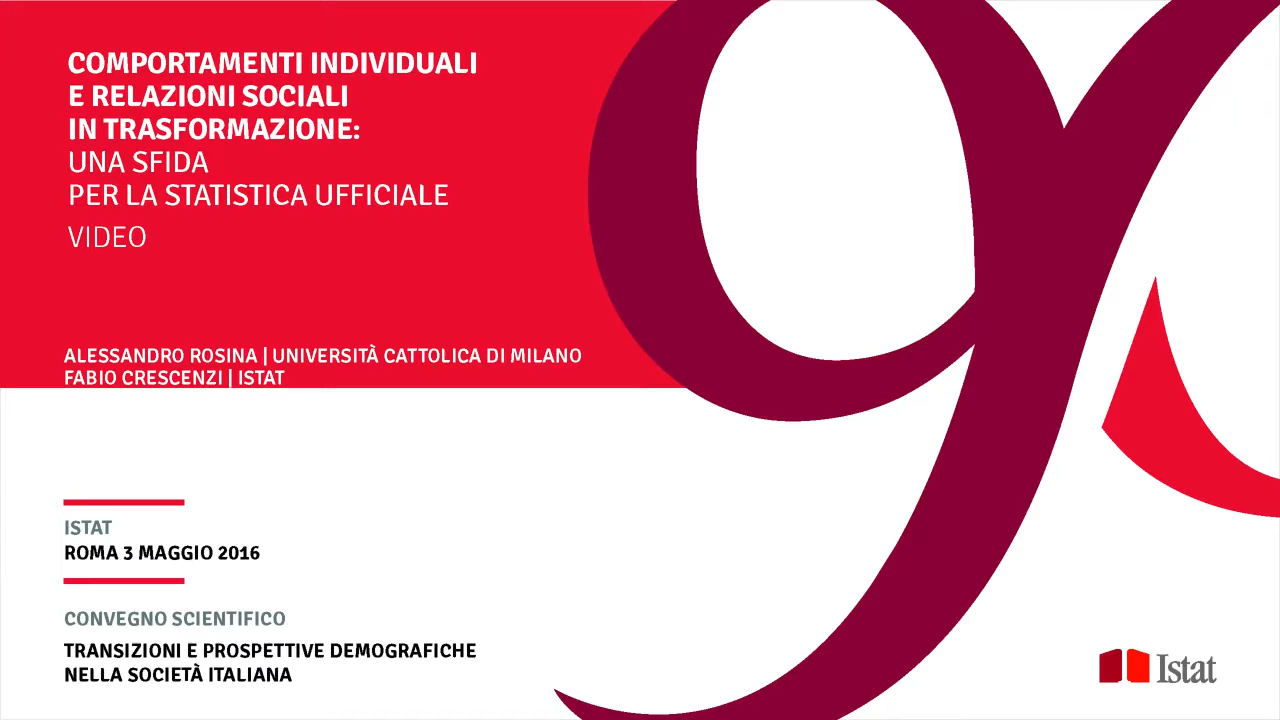 COMPORTAMENTI INDIVIDUALI
E RELAZIONI SOCIALI
IN TRASFORMAZIONE:
UNA SFIDA
PER LA STATISTICA UFFICIALE
VIDEO
ALESSANDRO ROSINA | UNIVERSITÀ CATTOLICA DI MILANO
FABIO CRESCENZI | ISTAT
ISTAT
ROMA 3 MAGGIO 2016
CONVEGNO SCIENTIFICO
TRANSIZIONI E PROSPETTIVE DEMOGRAFICHE
NELLA SOCIETÀ ITALIANA
Istat